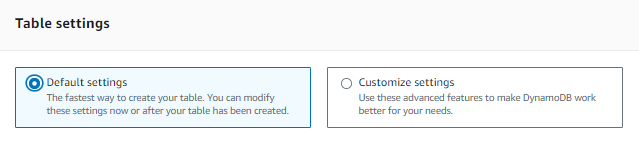 Table settings
Default settings
The fastest way to create your table. You can modify
these settings now or after your table has been created.
Customize settings
Use these advanced features to make DynamoDB work
better for your needs.